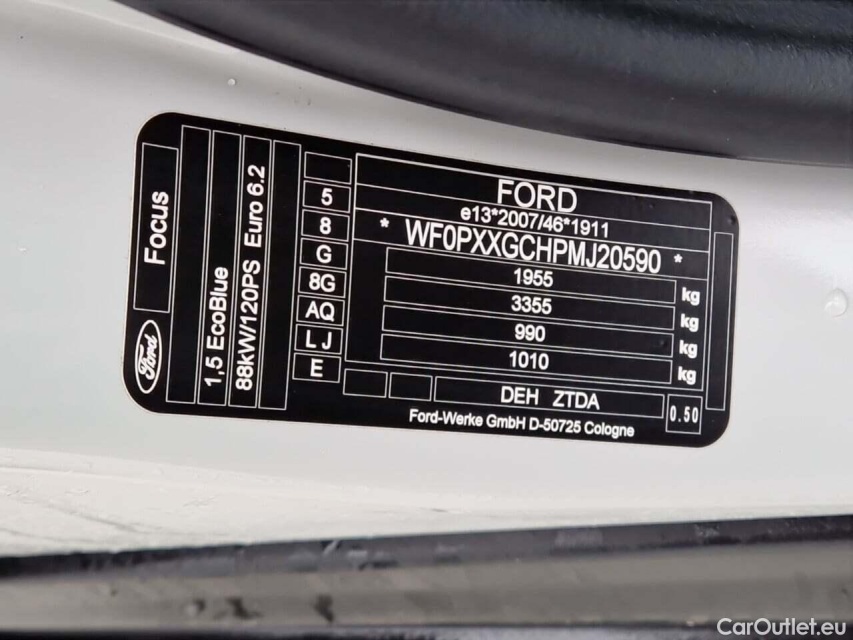 Focus
Ford
1,5 EcoBlue
88kW/120PS Euro 6.2
5
8
G
8G
AQ
LJ
E
FORD
e13*2007/46*1911
* WF0PXXGCHPMJ20590 *
1955 kg
3355 kg
990 kg
1010 kg
DEH ZTDA
0.50
Ford-Werke GmbH D-50725 Cologne
CarOutlet.eu